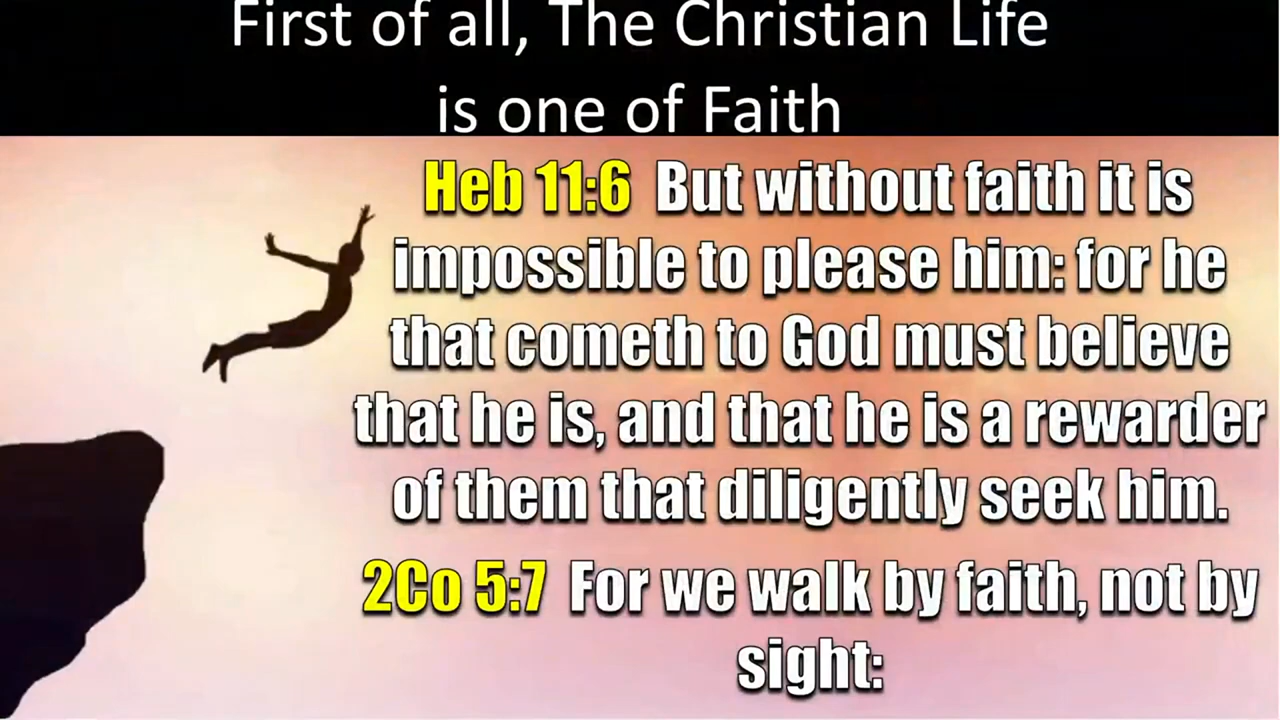 First of all, The Christian Life
is one of Faith
Heb 11:6 But without faith it is
impossible to please him: for he
that cometh to God must believe
that he is, and that he is a rewarder
of them that diligently seek him.
2Co 5:7 For we walk by faith, not by
sight: